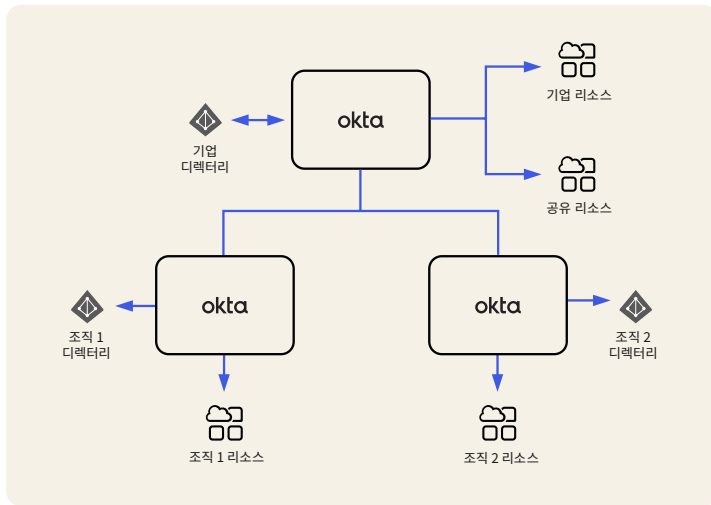 okta
기업 리소스
기업
디렉터리
공유 리소스
okta
okta
조직 1
디렉터리
조직 2
디렉터리
조직 1 리소스
조직 2 리소스